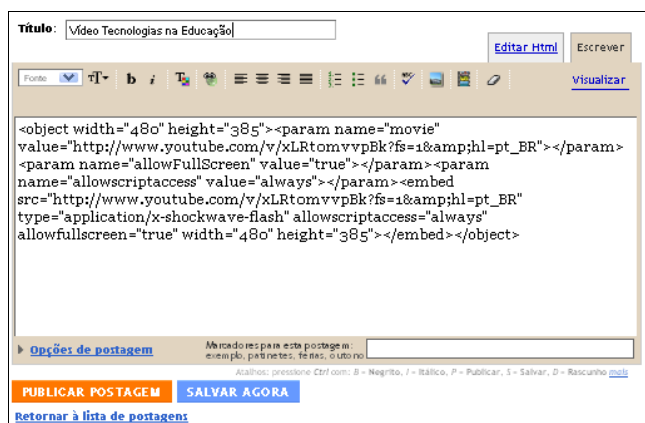 Título: Vídeo Tecnologias na Educação
Editar Html Escrever
Fonte Visualizar
<object width="480" height="385"><param name="movie"
value="http://www.youtube.com/v/xLRtomvvpBk?fs=1&amp;hl=pt_BR"></param>
<param name="allowFullScreen" value="true"></param><param
name="allowscriptaccess" value="always"></param><embed
src="http://www.youtube.com/v/xLRtomvvpBk?fs=1&amp;hl=pt_BR"
type="application/x-shockwave-flash" allowscriptaccess="always"
allowfullscreen="true" width="480" height="385"></embed></object>
Opções de postagem
Marcadores para esta postagem:
exemplo, patinetes, férias, outono
Atalhos: pressione Ctrl com: B - Negrito, I - Itálico, P - Publicar, S - Salvar, D - Rascunho mais
PUBLICAR POSTAGEM SALVAR AGORA
Retornar à lista de postagens